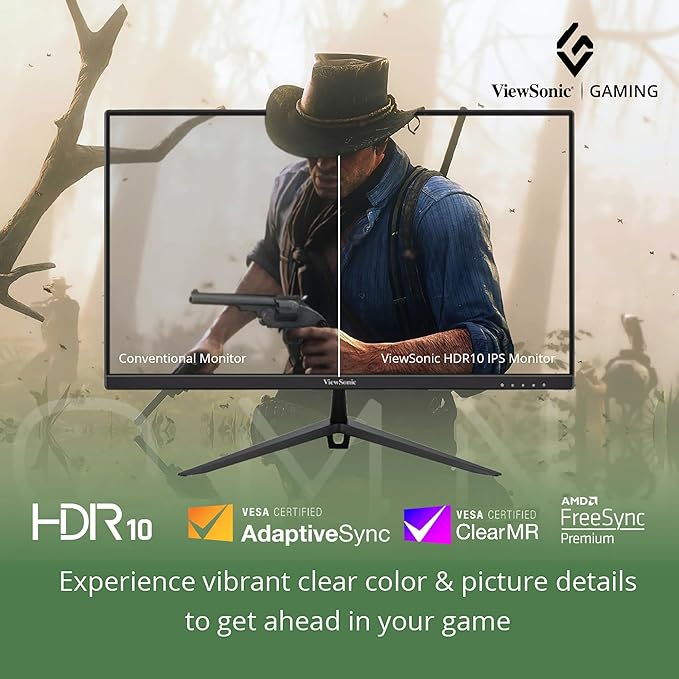 ViewSonic | GAMING
Conventional Monitor
ViewSonic HDR10 IPS Monitor
ViewSonic
OMNI
HDR10
VESA CERTIFIED
AdaptiveSync
VESA CERTIFIED
ClearMR
AMD
FreeSync
Premium
Experience vibrant clear color & picture details
to get ahead in your game